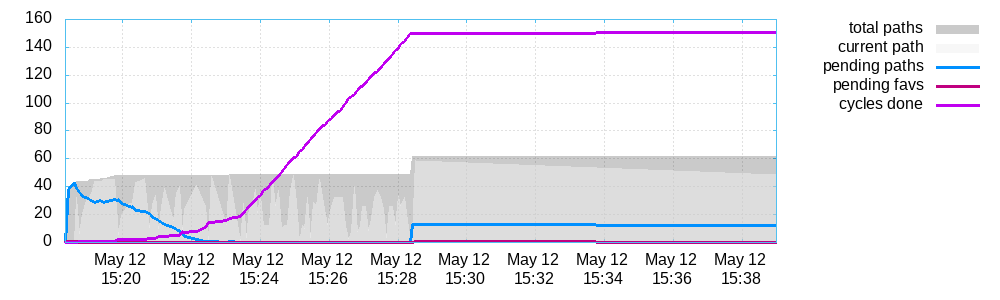 160
140
120
100
80
60
40
20
0
May 12 May 12 May 12 May 12 May 12 May 12 May 12 May 12 May 12 May 12
15:20 15:22 15:24 15:26 15:28 15:30 15:32 15:34 15:36 15:38
total paths
current path
pending paths
pending favs
cycles done